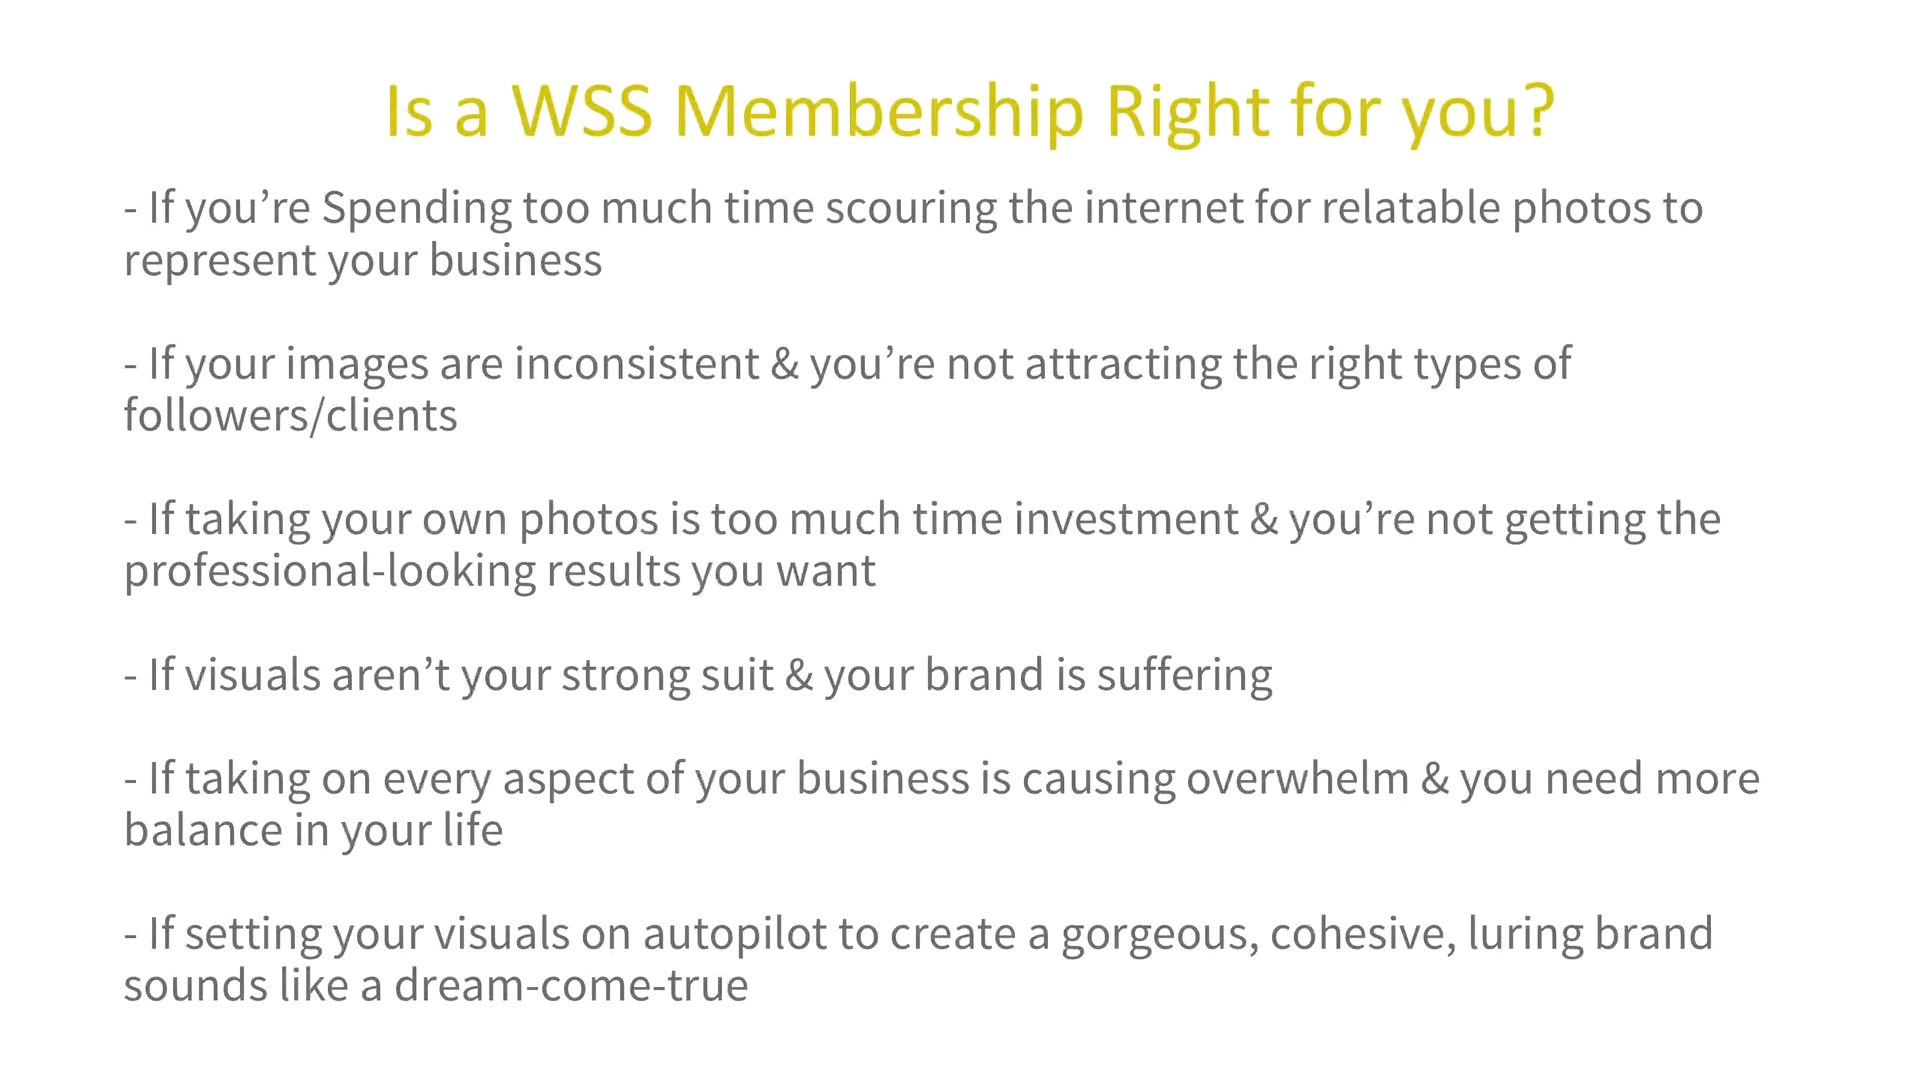 Is a WSS Membership Right for you?
- If you’re Spending too much time scouring the internet for relatable photos to
represent your business
- If your images are inconsistent & you’re not attracting the right types of
followers/clients
- If taking your own photos is too much time investment & you’re not getting the
professional-looking results you want
- If visuals aren’t your strong suit & your brand is suffering
- If taking on every aspect of your business is causing overwhelm & you need more
balance in your life
- If setting your visuals on autopilot to create a gorgeous, cohesive, luring brand
sounds like a dream-come-true